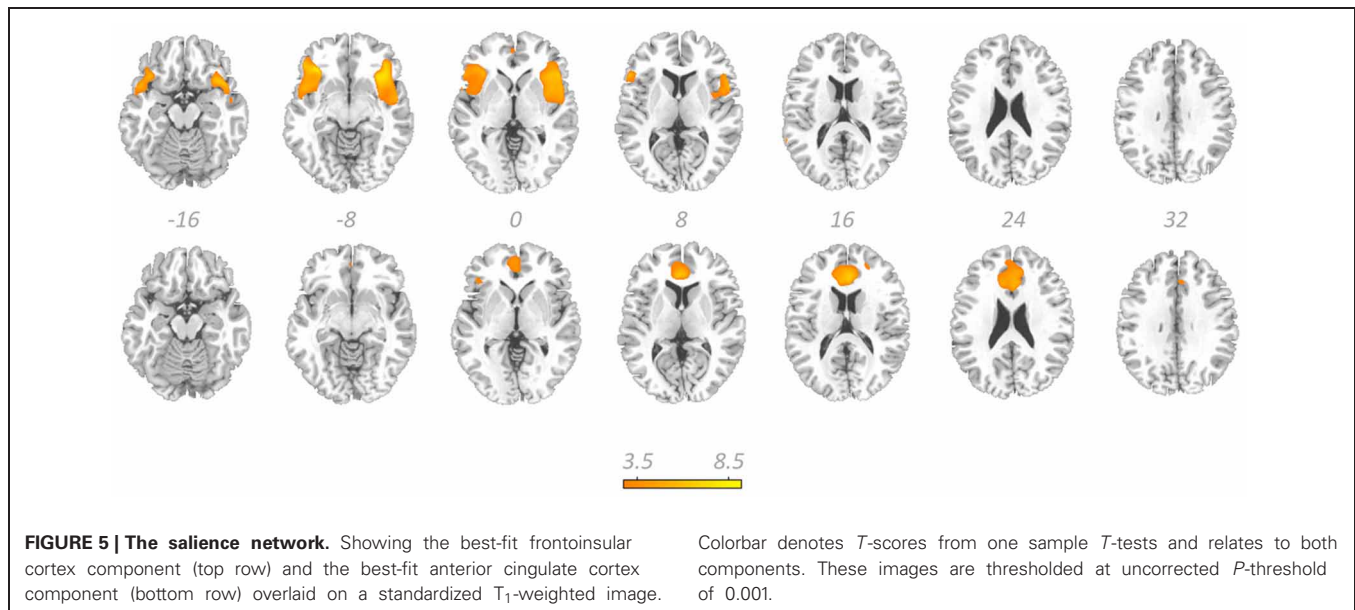 -16 -8 0 8 16 24 32
3.5 8.5
FIGURE 5 | The salience network. Showing the best-fit frontoinsular
cortex component (top row) and the best-fit anterior cingulate cortex
component (bottom row) overlaid on a standardized T1-weighted image.
Colorbar denotes T-scores from one sample T-tests and relates to both
components. These images are thresholded at uncorrected P-threshold
of 0.001.